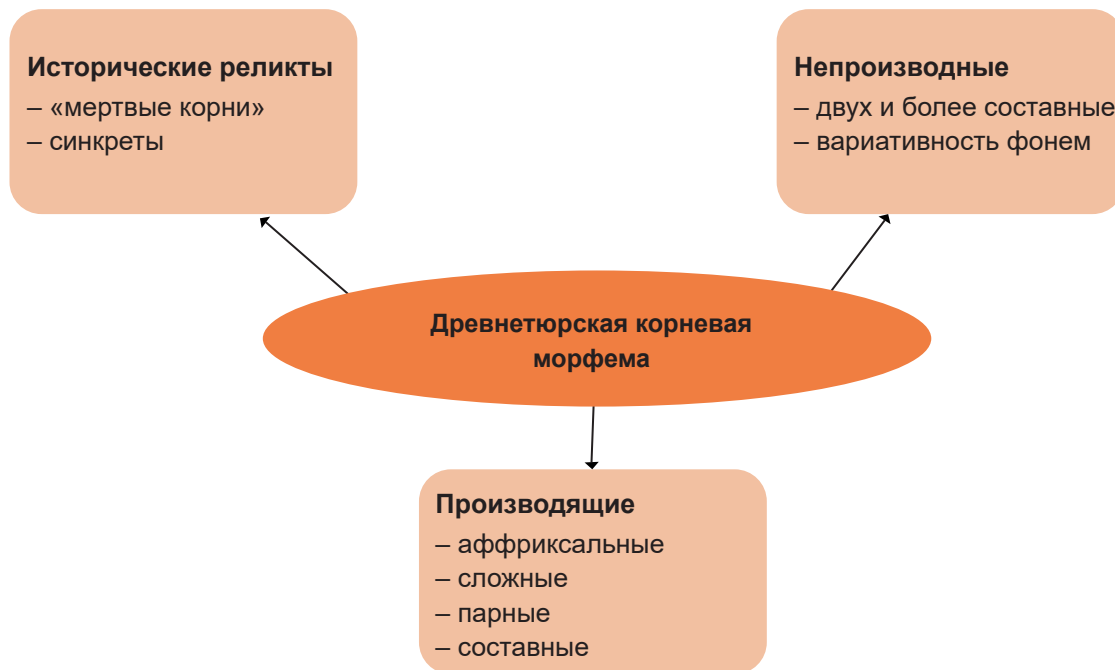 Исторические реликты
– «мертвые корни»
– синкреты
Непроизводные
– двух и более составные
– вариативность фонем
Древнетюрская корневая
морфема
Производящие
– аффриксальные
– сложные
– парные
– составные